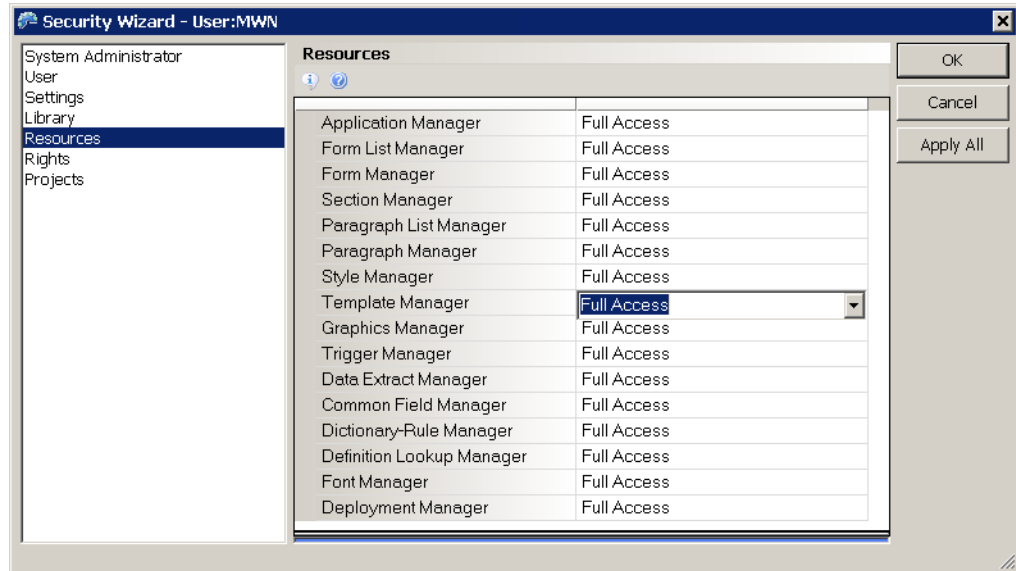 Security Wizard - User:MWN
System Administrator
User
Settings
Library
Resources
Rights
Projects
Resources
Application Manager Full Access
Form List Manager Full Access
Form Manager Full Access
Section Manager Full Access
Paragraph List Manager Full Access
Paragraph Manager Full Access
Style Manager Full Access
Template Manager Full Access
Graphics Manager Full Access
Trigger Manager Full Access
Data Extract Manager Full Access
Common Field Manager Full Access
Dictionary-Rule Manager Full Access
Definition Lookup Manager Full Access
Font Manager Full Access
Deployment Manager Full Access
OK
Cancel
Apply All